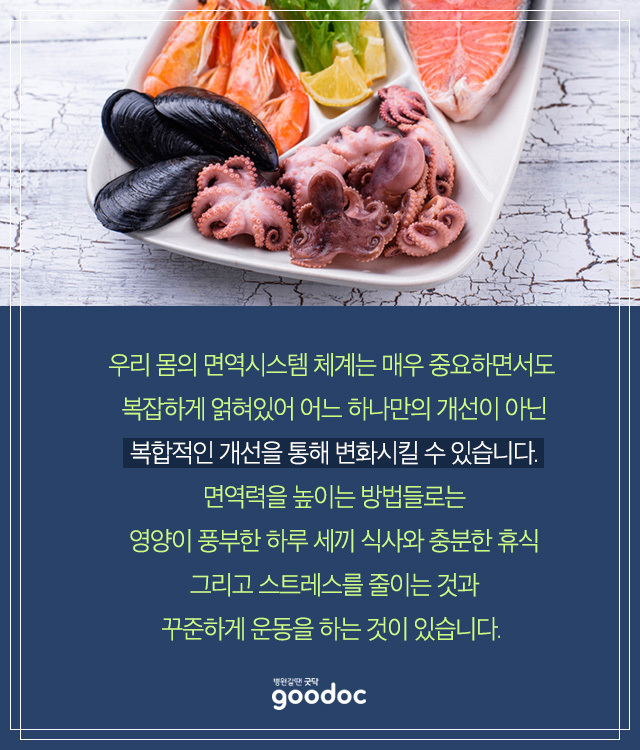 우리 몸의 면역시스템 체계는 매우 중요하면서도
복잡하게 얽혀있어 어느 하나만의 개선이 아닌
복합적인 개선을 통해 변화시킬 수 있습니다.
면역력을 높이는 방법들로는
영양이 풍부한 하루 세끼 식사와 충분한 휴식
그리고 스트레스를 줄이는 것과
꾸준하게 운동을 하는 것이 있습니다.
병원갈땐 굿닥
goodoc